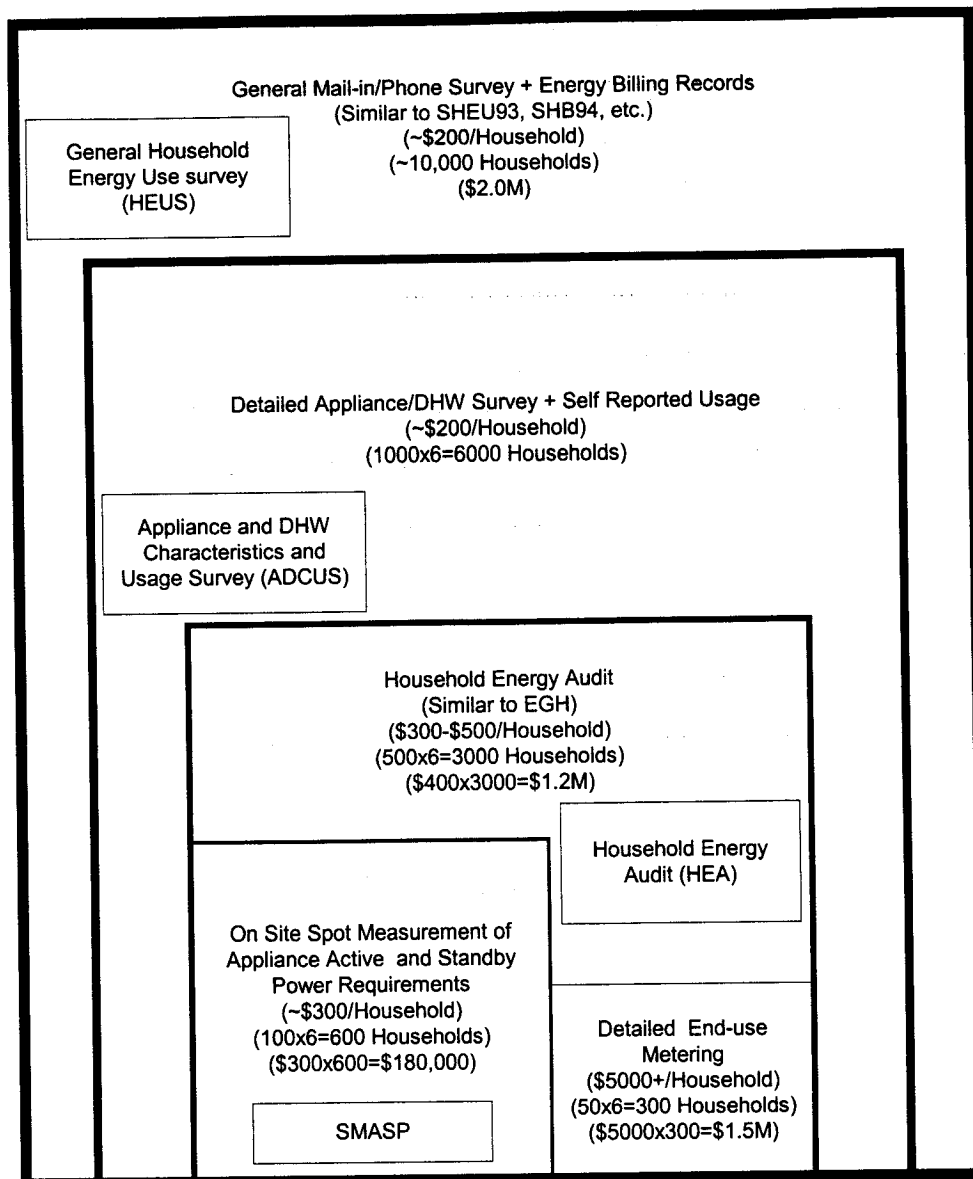 General Mail-in/Phone Survey + Energy Billing Records
(Similar to SHEU93, SHB94, etc.)
(~$200/Household)
(~10,000 Households)
($2.0M)
General Household
Energy Use survey
(HEUS)
Detailed Appliance/DHW Survey + Self Reported Usage
(~$200/Household)
(1000x6=6000 Households)
Appliance and DHW
Characteristics and
Usage Survey (ADCUS)
Household Energy Audit
(Similar to EGH)
($300-$500/Household)
(500x6=3000 Households)
($400x3000=$1.2M)
Household Energy
Audit (HEA)
On Site Spot Measurement of
Appliance Active and Standby
Power Requirements
(~$300/Household)
(100x6=600 Households)
($300x600=$180,000)
SMASP
Detailed End-use
Metering
($5000+/Household)
(50x6=300 Households)
($5000x300=$1.5M)